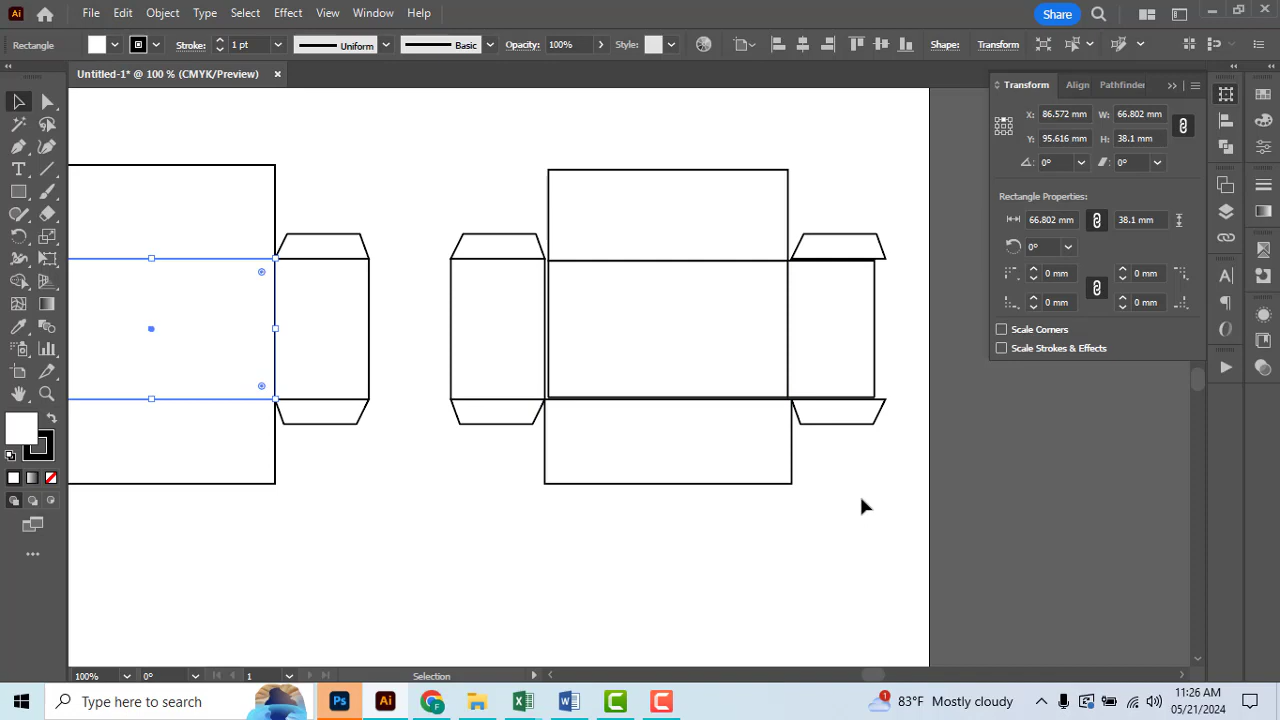 Ai File Edit Object Type Select Effect View Window Help Share
Rectangle Stroke: 1 pt Uniform Basic Opacity: 100% Style: Shape: Transform
Untitled-1* @ 100 % (CMYK/Preview) ×
Transform Align Pathfinder
X: 86.572 mm W: 66.802 mm
Y: 95.616 mm H: 38.1 mm
0° 0°
Rectangle Properties:
66.802 mm 38.1 mm
0°
0 mm 0 mm
0 mm 0 mm
Scale Corners
Scale Strokes & Effects
100% 0° 1 Selection
Type here to search Ps Ai F 1 83°F Mostly cloudy 11:26 AM
05/21/2024